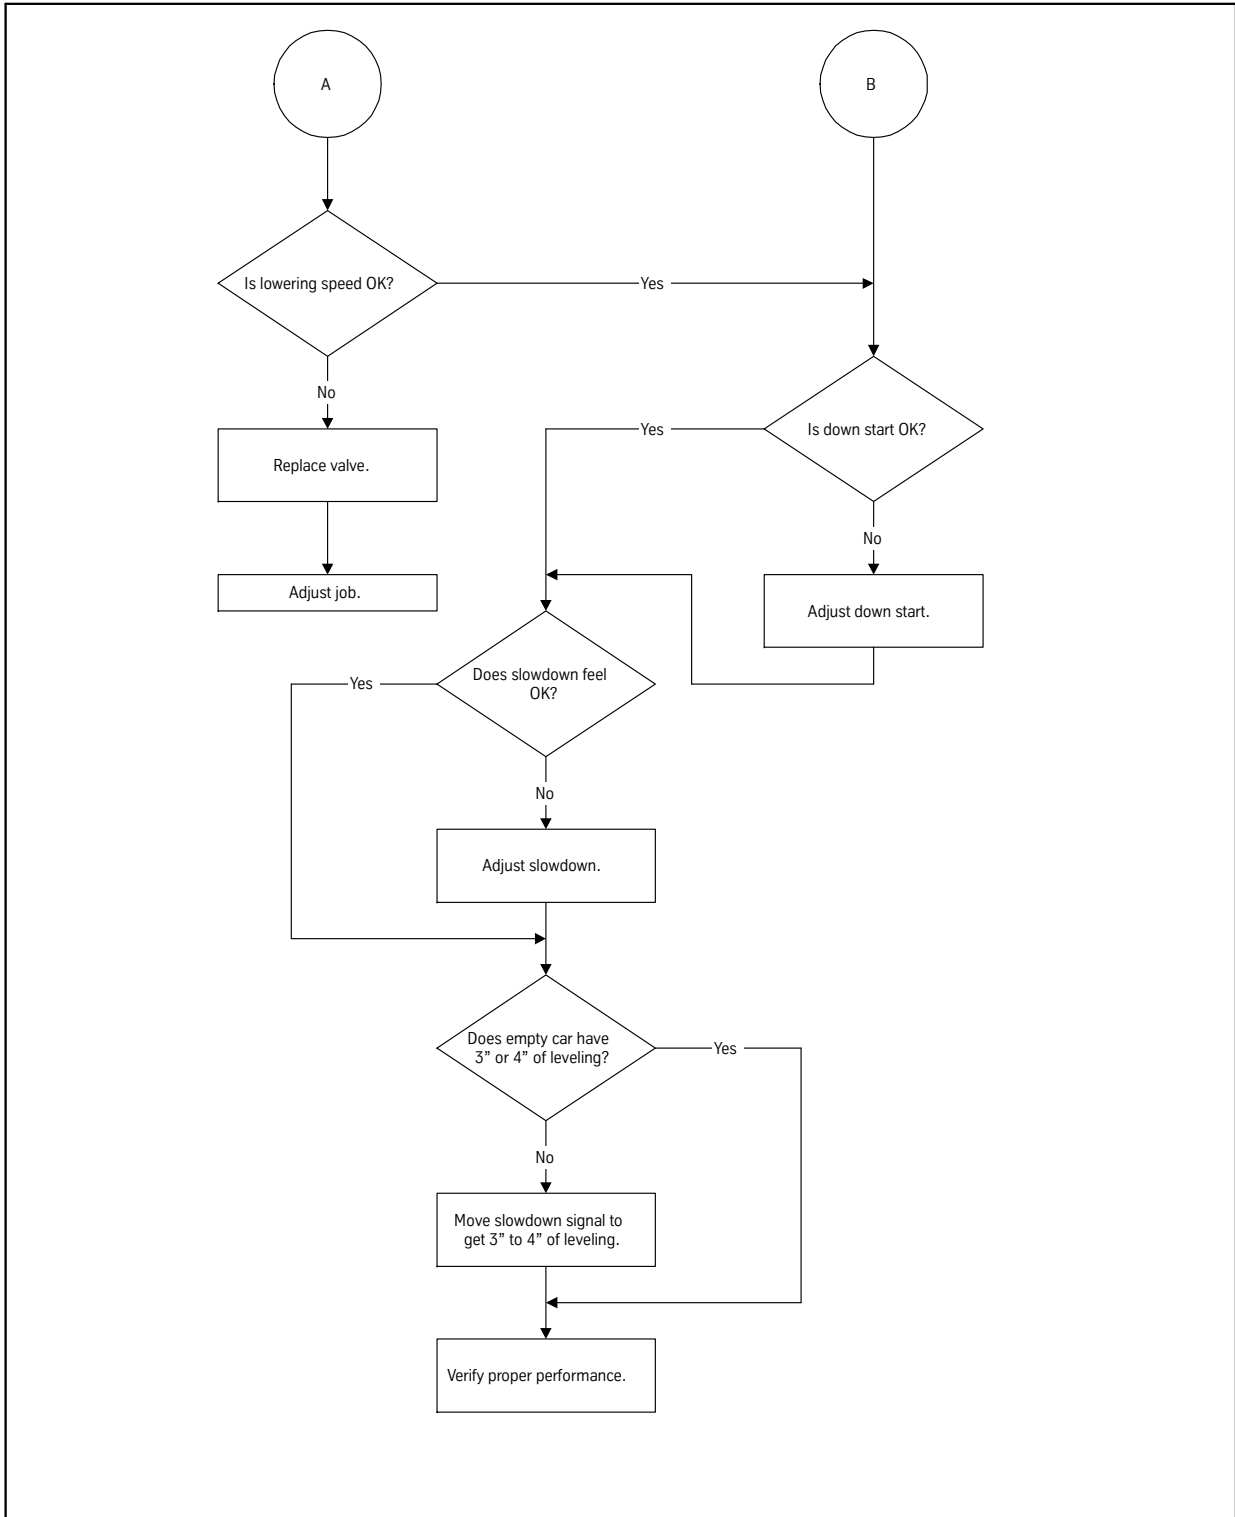 A
B
Is lowering speed OK?
Yes
No
Is down start OK?
Yes
Replace valve.
No
Adjust job.
Adjust down start.
Does slowdown feel
OK?
Yes
No
Adjust slowdown.
Does empty car have
3” or 4” of leveling?
Yes
No
Move slowdown signal to
get 3” to 4” of leveling.
Verify proper performance.